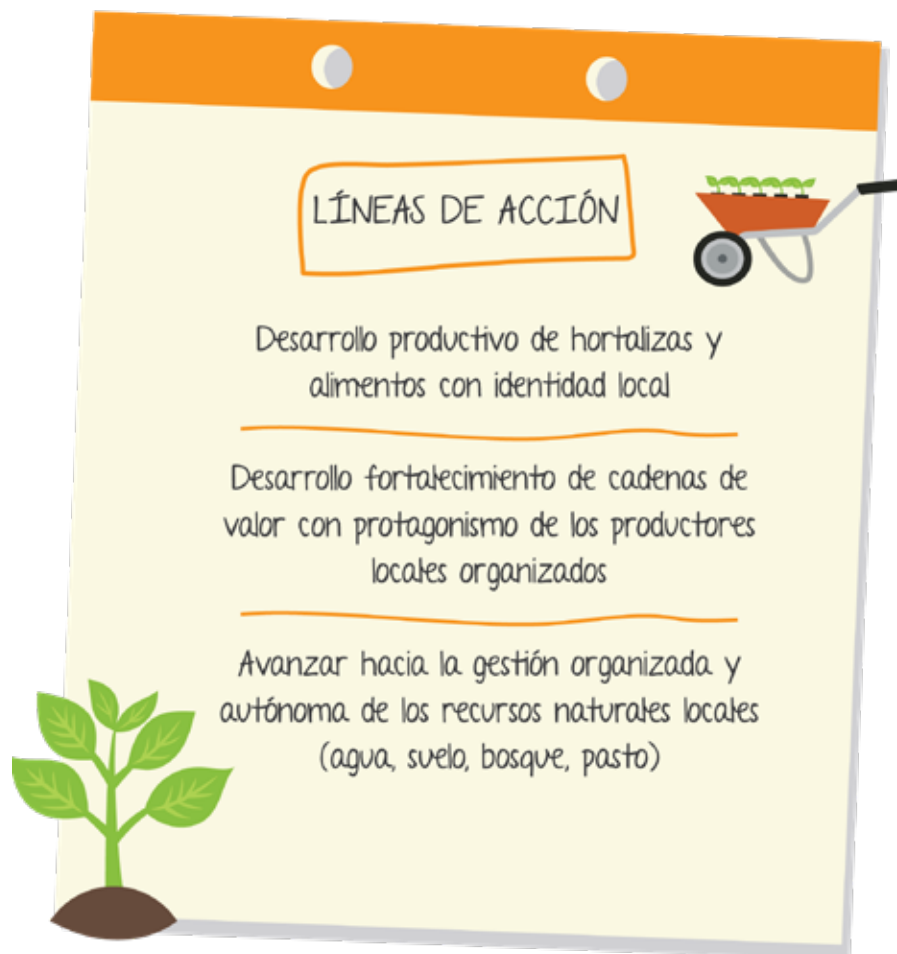 LÍNEAS DE ACCIÓN
Desarrollo productivo de hortalizas y
alimentos con identidad local
Desarrollo fortalecimiento de cadenas de
valor con protagonismo de los productores
locales organizados
Avanzar hacia la gestión organizada y
autónoma de los recursos naturales locales
(agua, suelo, bosque, pasto)